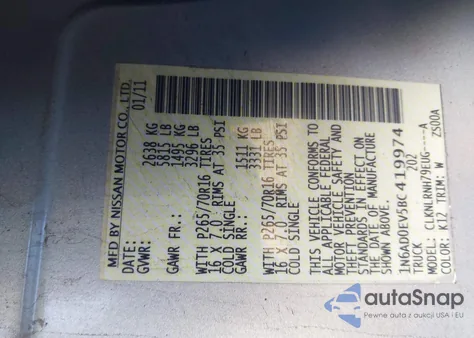 MFD BY NISSAN MOTOR CO., LTD.
DATE: 01/11
GVWR: 2638 KG
5815 LB
GAWR FR.: 1495 KG
3296 LB
WITH P265/70R16 TIRES
16 X 7.0 RIMS AT 35 PSI
COLD SINGLE
GAWR RR.: 1531 KG
LB
WITH P265/70R16 TIRES
16 X 7.0 RIMS AT 35 PSI
COLD SINGLE
THIS VEHICLE CONFORMS TO
ALL APPLICABLE FEDERAL
MOTOR VEHICLE SAFETY AND
THEFT PREVENTION
STANDARDS IN EFFECT ON
THE DATE OF MANUFACTURE
SHOWN ABOVE.
1N6AD0EV5BC419974
TRUCK 202
MODEL: CLKNLRNH79EUG----A
COLOR: K12 TRIM: W Z500A
autoSnap
Pewne auta z aukcji USA i EU